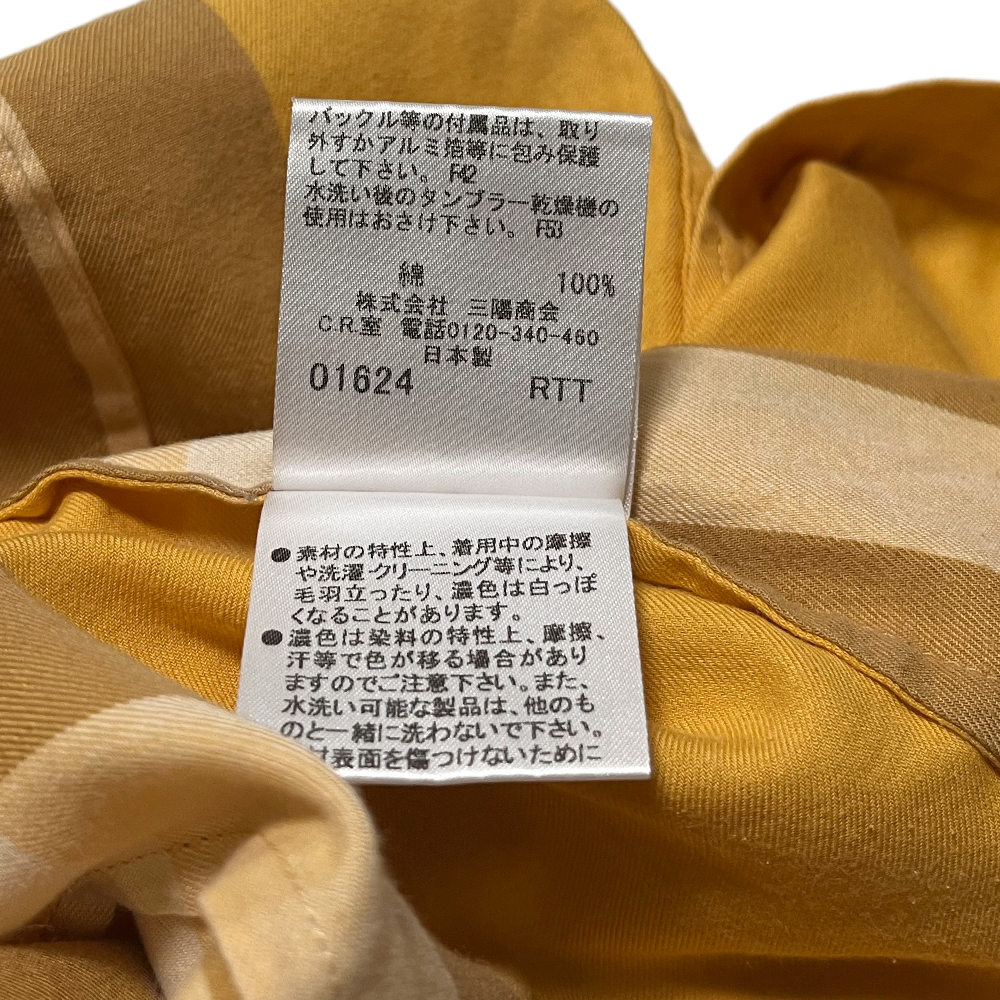 バックル等の付属品は、取り
外すかアルミ箔等に包み保護
して下さい。 F42
水洗い後のタンブラー乾燥機の
使用はおさけ下さい。 F53
綿 100%
株式会社 三陽商会
C.R.室 電話0120-340-460
日本製
01624 RTT
●素材の特性上、着用中の摩擦
や洗濯クリーニング等により、
毛羽立ったり、濃色は白っぽ
くなることがあります。
●濃色は染料の特性上、摩擦、
汗等で色が移る場合があり
ますのでご注意下さい。また、
水洗い可能な製品は、他のも
のと一緒に洗わないで下さい。
表面を傷つけないために